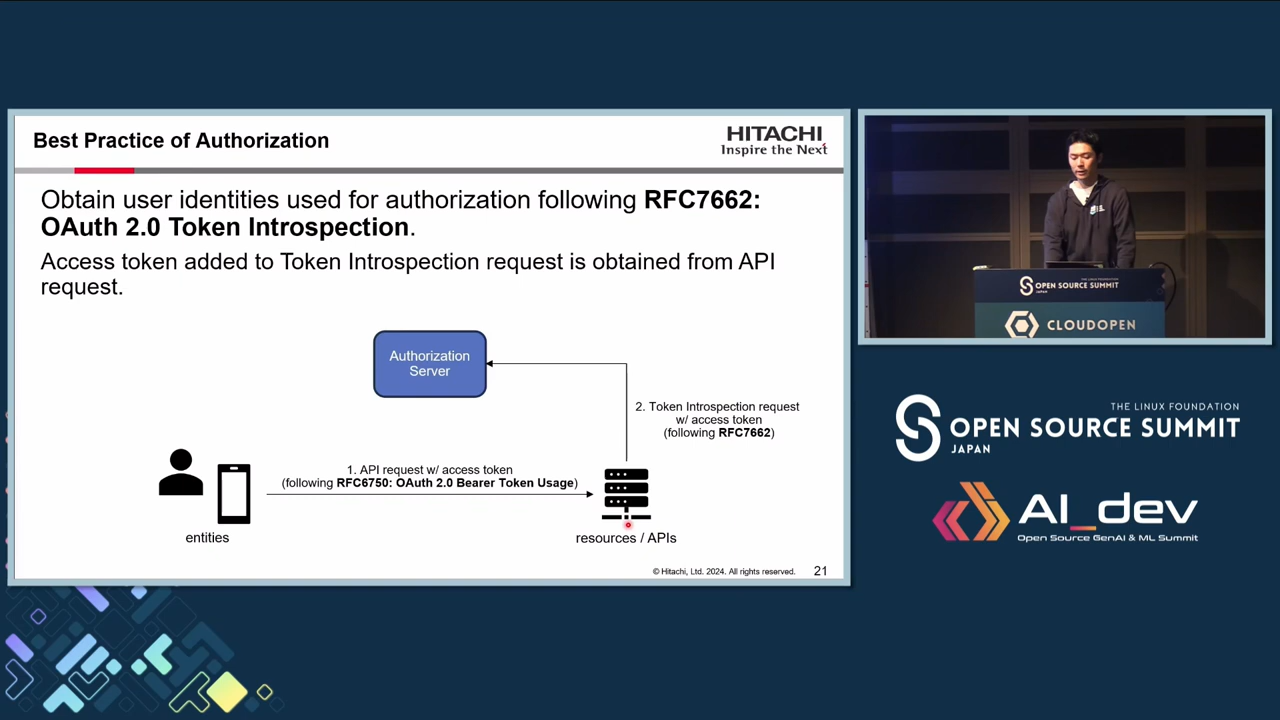 Best Practice of Authorization
HITACHI
Inspire the Next
Obtain user identities used for authorization following RFC7662:
OAuth 2.0 Token Introspection.
Access token added to Token Introspection request is obtained from API
request.
Authorization
Server
2. Token Introspection request
w/ access token
(following RFC7662)
1. API request w/ access token
(following RFC6750: OAuth 2.0 Bearer Token Usage)
entities
resources / APIs
© Hitachi, Ltd. 2024. All rights reserved.
21
THE LINUX FOUNDATION
OPEN SOURCE SUMMIT
JAPAN
CLOUDOPEN
THE LINUX FOUNDATION
OPEN SOURCE SUMMIT
JAPAN
AI_dev
Open Source GenAI & ML Summit